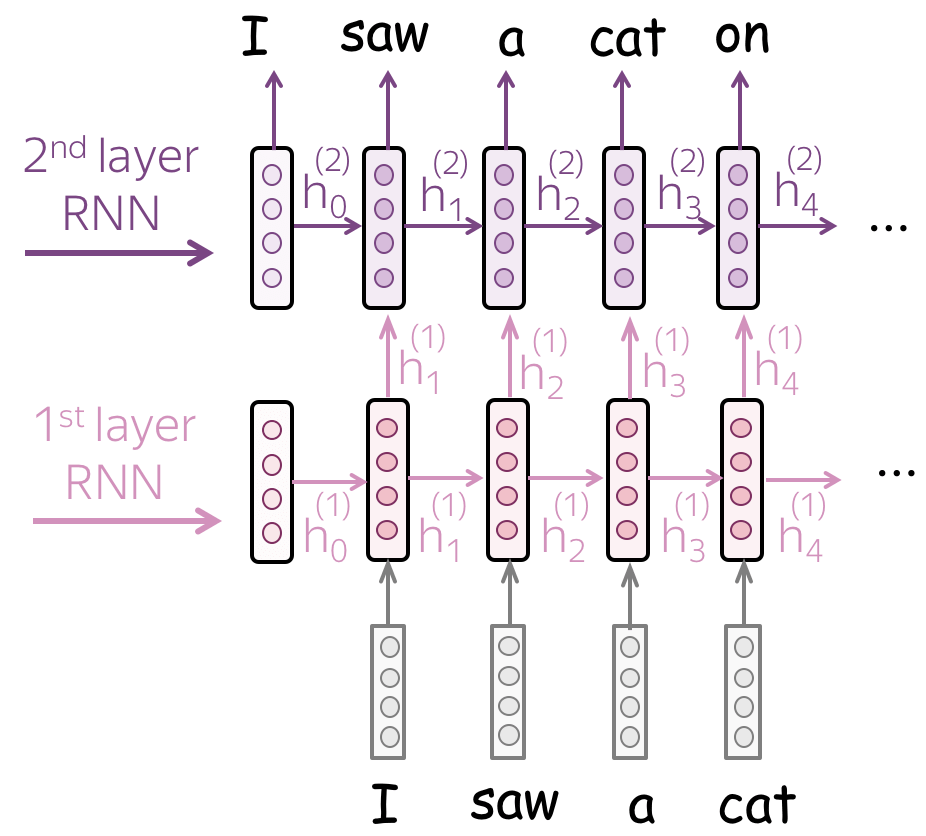 I saw a cat on
2nd layer
RNN
h0(2) h1(2) h2(2) h3(2) h4(2) ...
h1(1) h2(1) h3(1) h4(1)
1st layer
RNN
h0(1) h1(1) h2(1) h3(1) h4(1) ...
I saw a cat